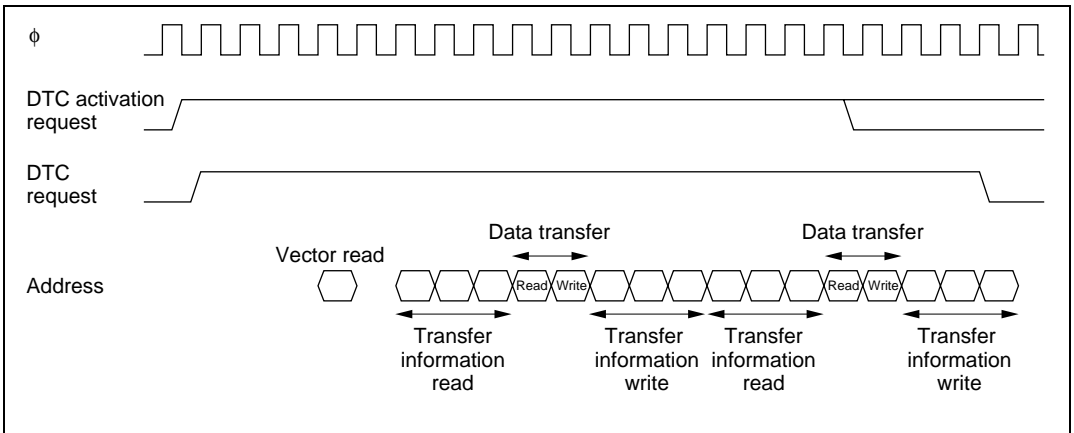 ϕ
DTC activation
request
DTC
request
Data transfer
Data transfer
Vector read
Address
Read Write
Read Write
Transfer
information
read
Transfer
information
write
Transfer
information
read
Transfer
information
write